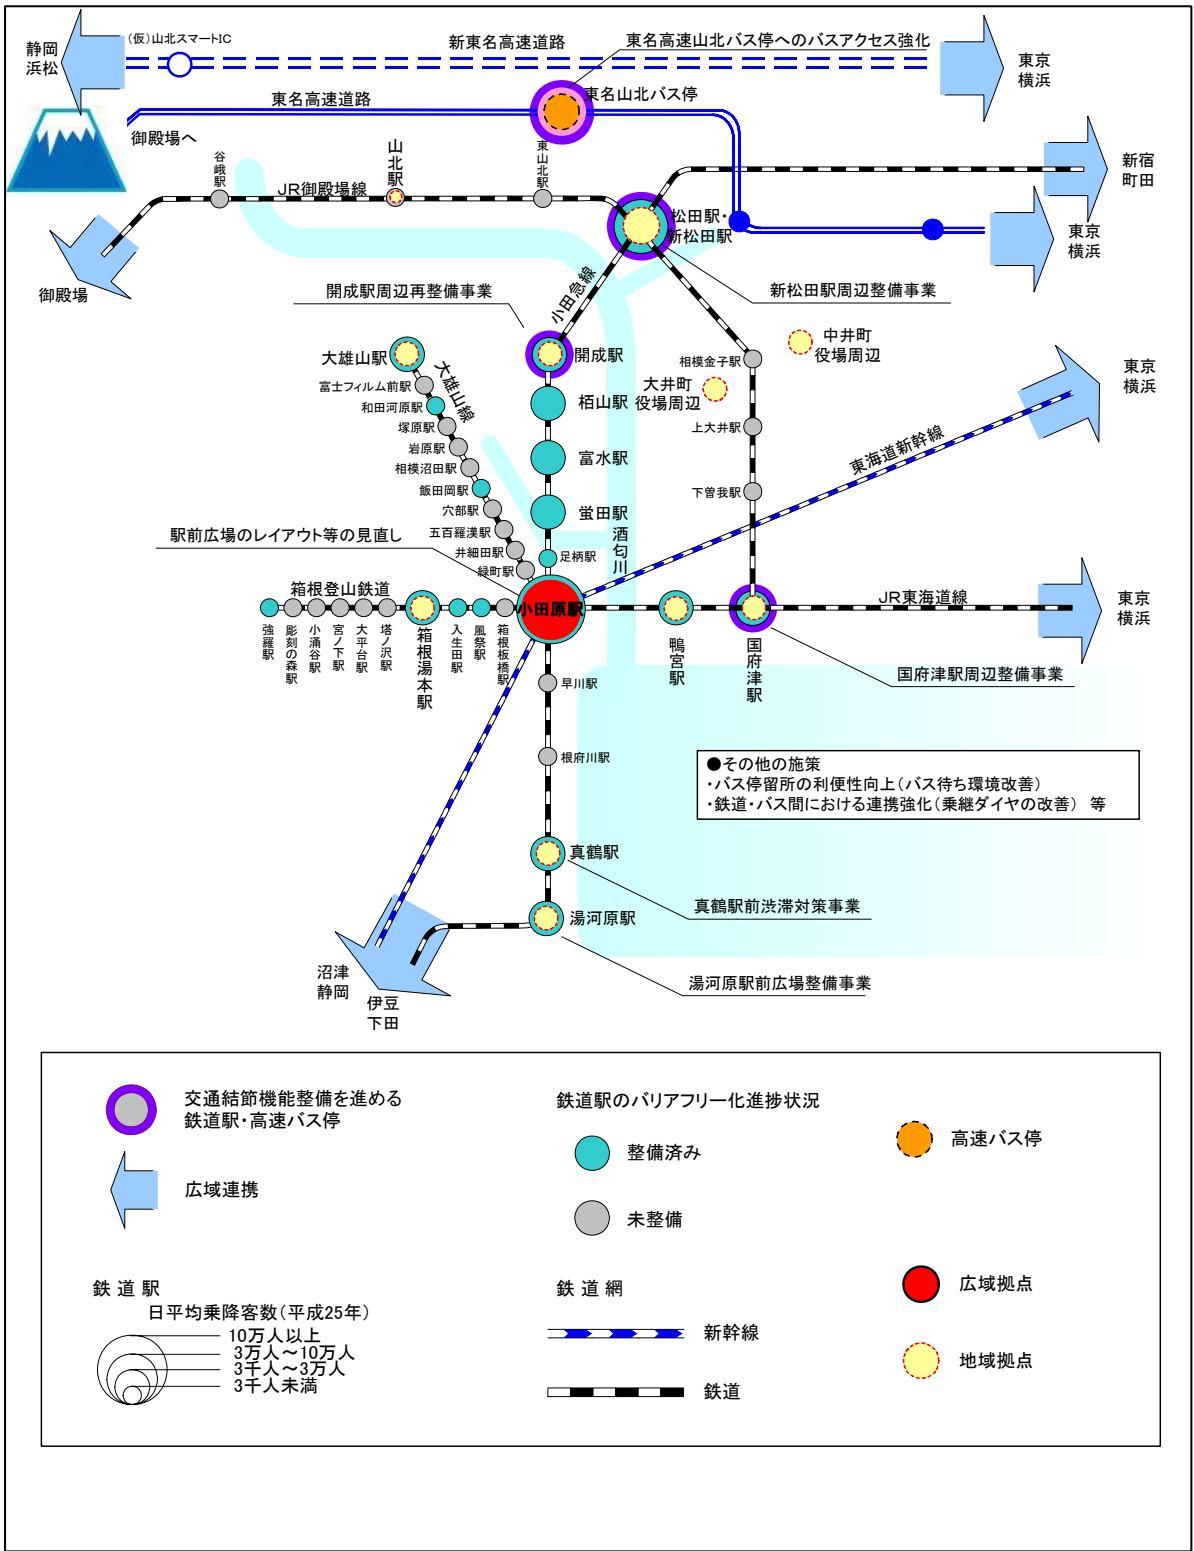 (仮)山北スマートIC
新東名高速道路
東名高速山北バス停へのバスアクセス強化
静岡
浜松
東京
横浜
東名高速道路
東名山北バス停
御殿場へ
谷峨駅
山北駅
東山北駅
JR御殿場線
新宿
町田
松田駅・
新松田駅
東京
横浜
御殿場
開成駅周辺再整備事業
小田急線
新松田駅周辺整備事業
中井町
役場周辺
大雄山駅
大雄山線
開成駅
相模金子駅
東京
横浜
富士フィルム前駅
大井町
役場周辺
和田河原駅
栢山駅
塚原駅
上大井駅
岩原駅
東海道新幹線
相模沼田駅
富水駅
飯田岡駅
下曽我駅
穴部駅
蛍田駅
五百羅漢駅
酒匂川
駅前広場のレイアウト等の見直し
井細田駅
足柄駅
緑町駅
箱根登山鉄道
小田原駅
JR東海道線
東京
横浜
強羅駅
彫刻の森駅
小涌谷駅
宮ノ下駅
大平台駅
塔ノ沢駅
箱根湯本駅
入生田駅
風祭駅
箱根板橋駅
鴨宮駅
国府津駅
早川駅
国府津駅周辺整備事業
根府川駅
●その他の施策
・バス停留所の利便性向上(バス待ち環境改善)
・鉄道・バス間における連携強化(乗継ダイヤの改善) 等
真鶴駅
真鶴駅前渋滞対策事業
湯河原駅
湯河原駅前広場整備事業
沼津
静岡
伊豆
下田
交通結節機能整備を進める
鉄道駅・高速バス停
鉄道駅のバリアフリー化進捗状況
整備済み
高速バス停
広域連携
未整備
鉄道駅
日平均乗降客数(平成25年)
10万人以上
3万人～10万人
3千人～3万人
3千人未満
鉄道網
新幹線
鉄道
広域拠点
地域拠点